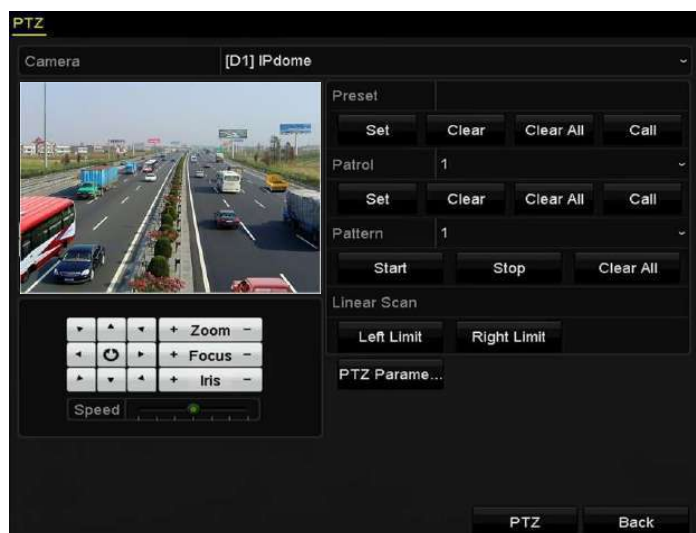 PTZ
Camera [D1] IPdome
Preset
Set Clear Clear All Call
Patrol 1
Set Clear Clear All Call
Pattern 1
Start Stop Clear All
Linear Scan
Left Limit Right Limit
PTZ Parame...
+ Zoom −
+ Focus −
+ Iris −
Speed
PTZ Back